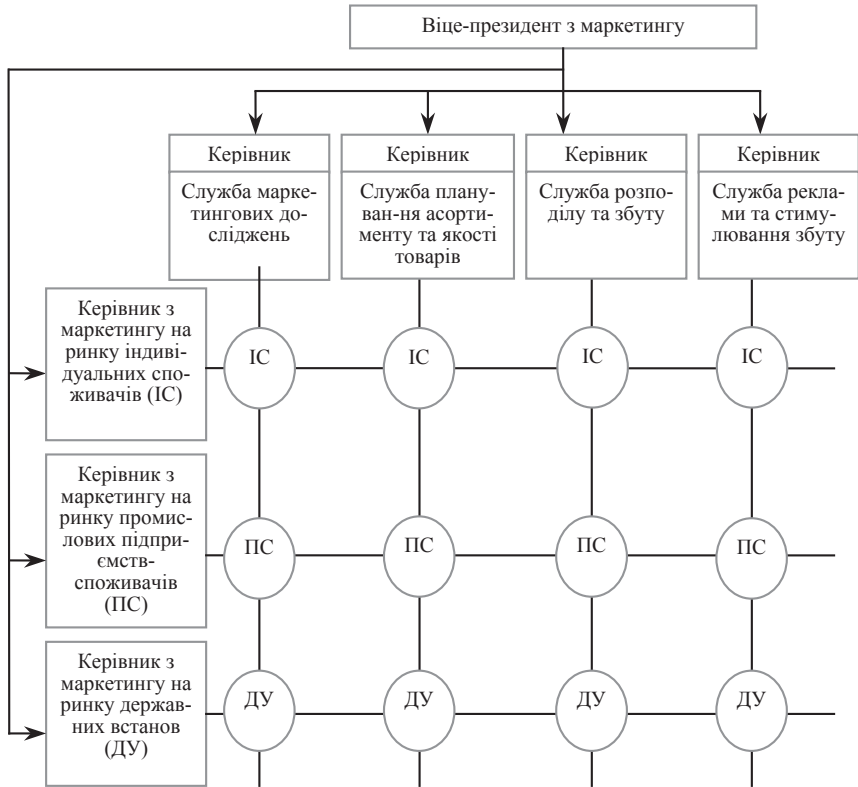 Віце-президент з маркетингу
Керівник
Служба марке-
тингових до-
сліджень
Керівник
Служба плану-
ван-ня асорти-
менту та якості
товарів
Керівник
Служба розпо-
ділу та збуту
Керівник
Служба рекла-
ми та стиму-
лювання збуту
Керівник з
маркетингу на
ринку індиві-
дуальних спо-
живачів (ІС)
ІС
ІС
ІС
ІС
Керівник з
маркетингу на
ринку промис-
лових підпри-
ємств-
споживачів
(ПС)
ПС
ПС
ПС
ПС
Керівник з
маркетингу на
ринку держав-
них встанов
(ДУ)
ДУ
ДУ
ДУ
ДУ